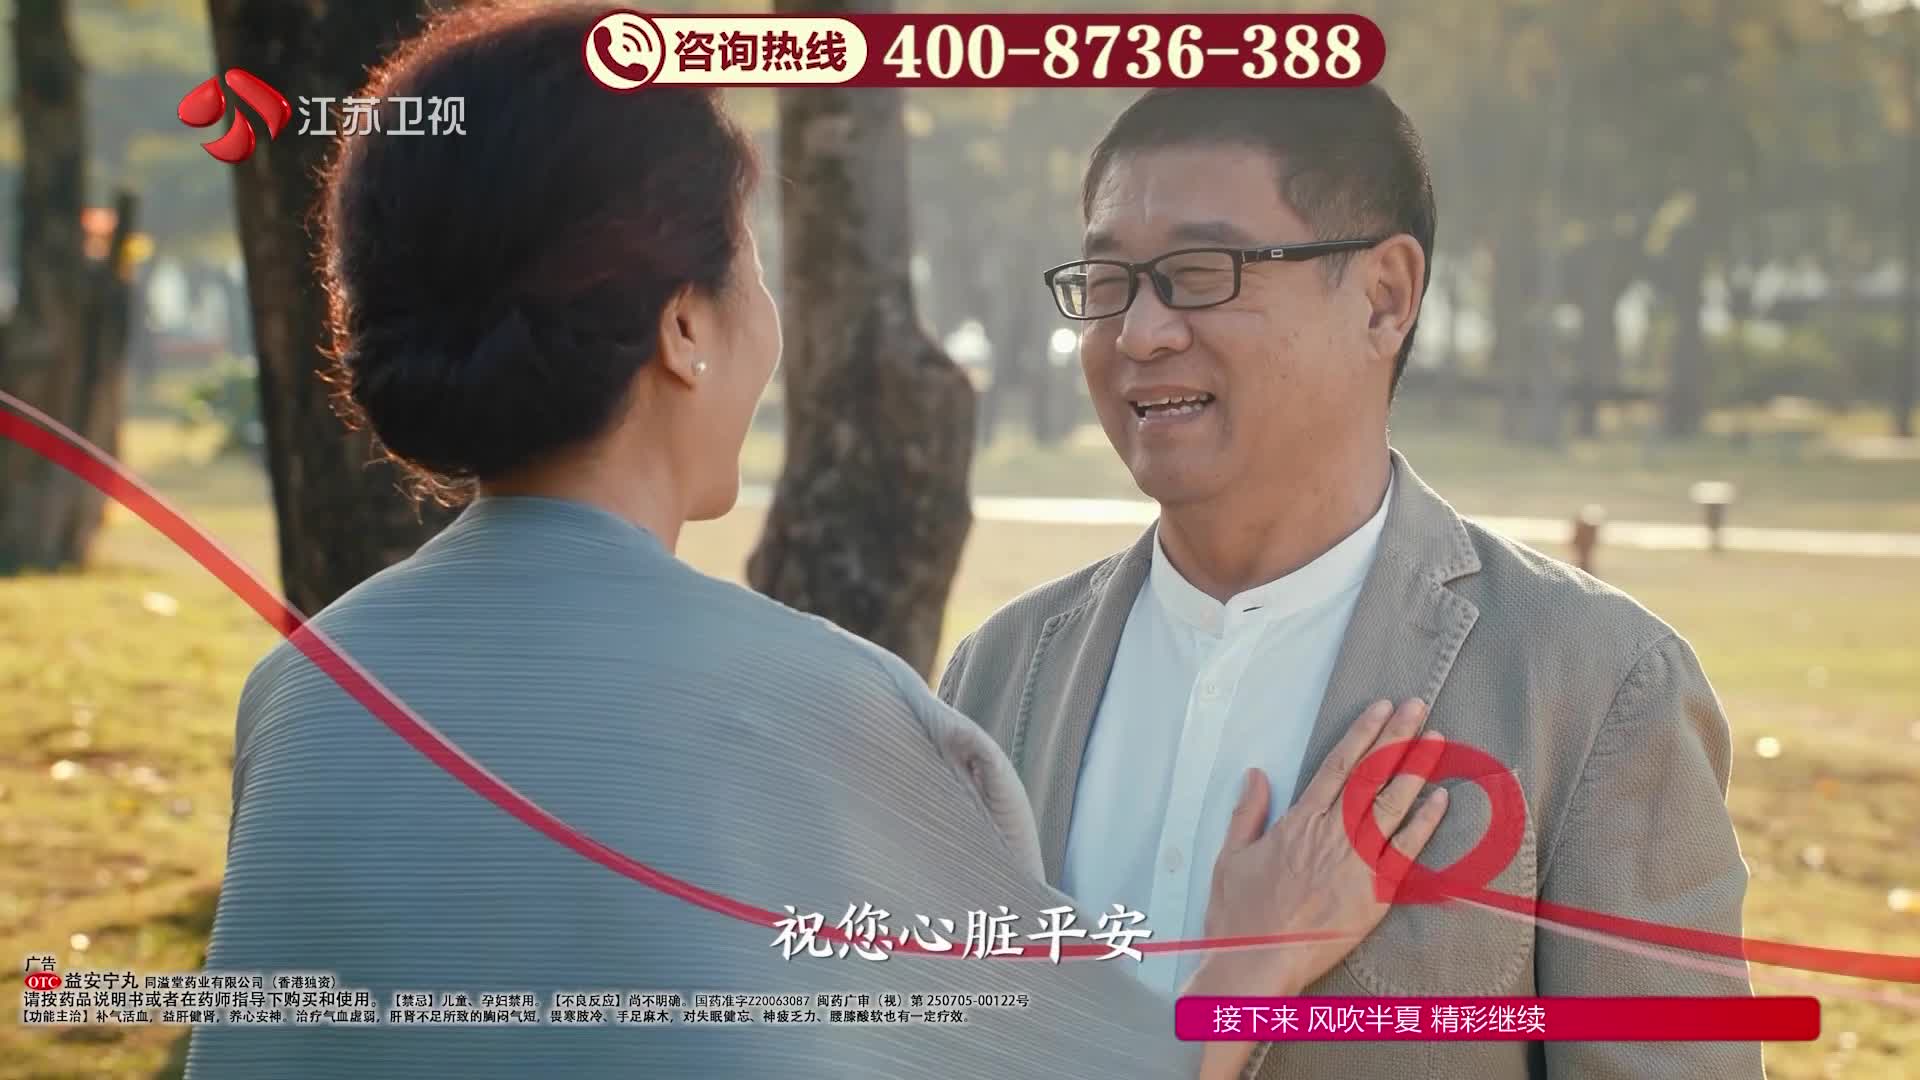 咨询热线 400-8736-388
江苏卫视
祝您心脏平安
广告
OTC 益安宁丸 同溢堂药业有限公司（香港独资）
请按药品说明书或者在药师指导下购买和使用。【禁忌】儿童、孕妇禁用。【不良反应】尚不明确。国药准字Z20063087 闽药广审（视）第250705-00122号
【功能主治】补气活血，益肝健肾，养心安神。治疗气血虚弱，肝肾不足所致的胸闷气短，畏寒肢冷、手足麻木，对失眠健忘、神疲乏力、腰膝酸软也有一定疗效。
接下来 风吹半夏 精彩继续